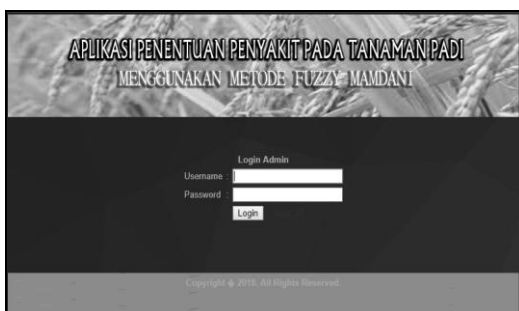 APLIKASI PENENTUAN PENYAKIT PADA TANAMAN PADI
MENGGUNAKAN METODE FUZZY MAMDANI
Login Admin
Username :
Password :
Login
Copyright � 2018. All Rights Reserved.